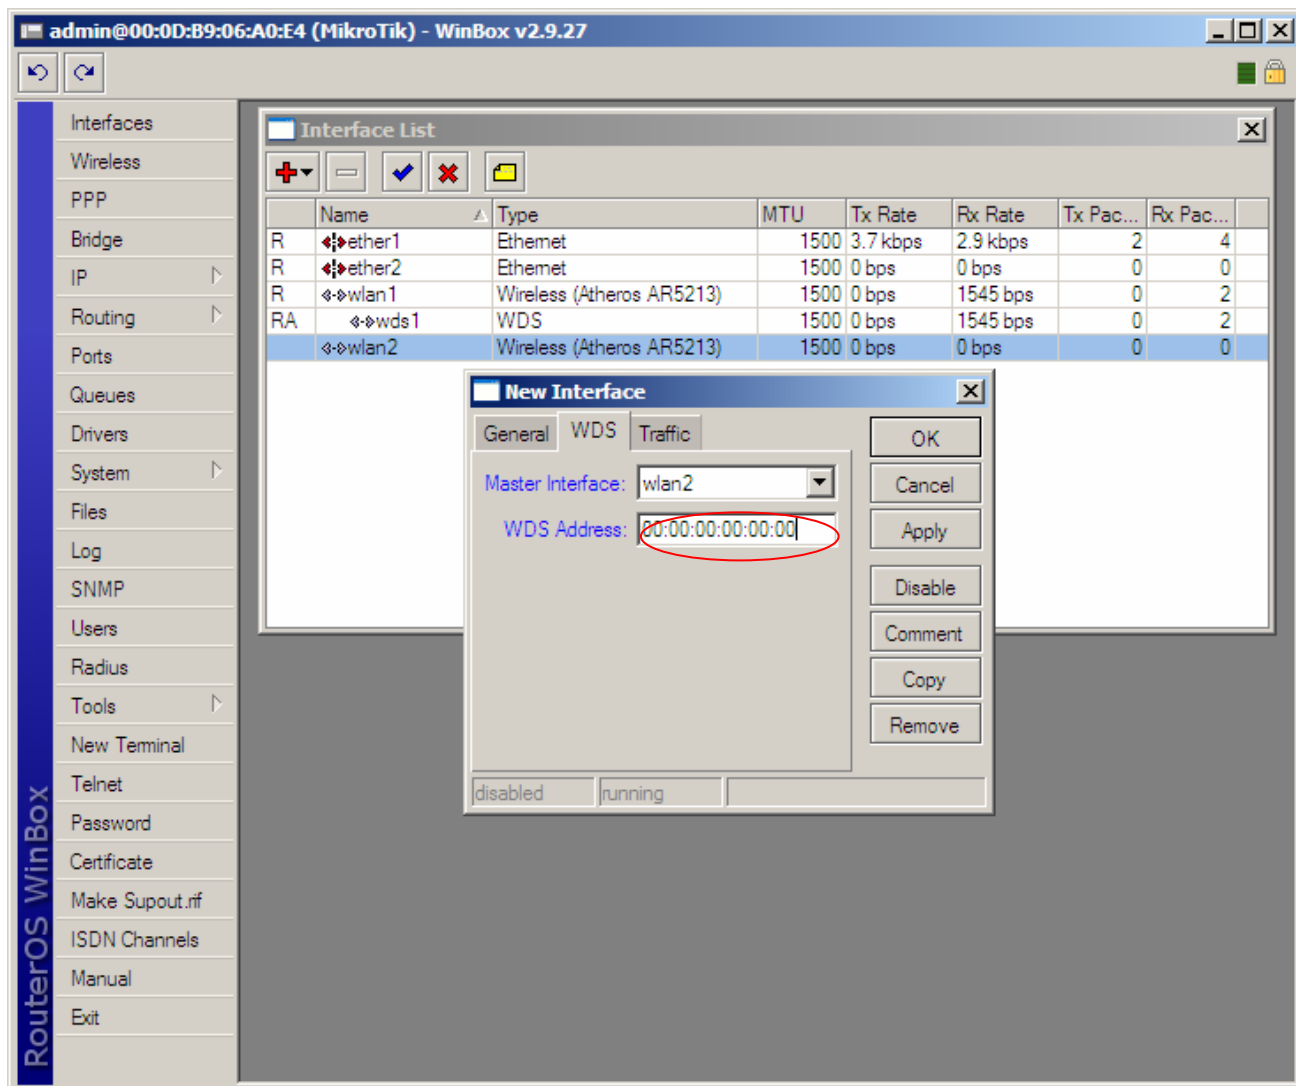 admin@00:0D:B9:06:A0:E4 (MikroTik) - WinBox v2.9.27
Interfaces
Wireless
PPP
Bridge
IP
Routing
Ports
Queues
Drivers
System
Files
Log
SNMP
Users
Radius
Tools
New Terminal
Telnet
Password
Certificate
Make Supout.rif
ISDN Channels
Manual
Exit
RouterOS WinBox
Interface List
Name Type MTU Tx Rate Rx Rate Tx Pac... Rx Pac...
R ether1 Ethernet 1500 3.7 kbps 2.9 kbps 2 4
R ether2 Ethernet 1500 0 bps 0 bps 0 0
R wlan1 Wireless (Atheros AR5213) 1500 0 bps 1545 bps 0 2
RA wds1 WDS 1500 0 bps 1545 bps 0 2
wlan2 Wireless (Atheros AR5213) 1500 0 bps 0 bps 0 0
New Interface
General WDS Traffic
Master Interface: wlan2
WDS Address: 00:00:00:00:00:00
OK
Cancel
Apply
Disable
Comment
Copy
Remove
disabled running